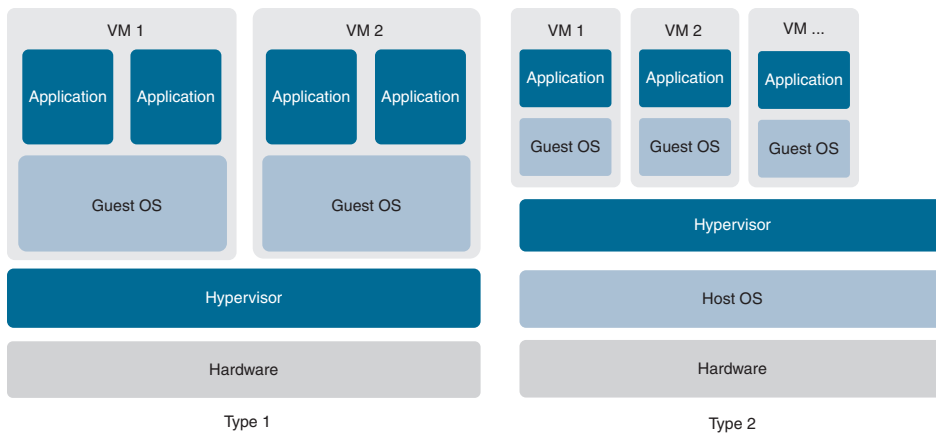 VM 1
VM 2
Application
Application
Application
Application
Guest OS
Guest OS
Hypervisor
Hardware
Type 1
VM 1
VM 2
VM ...
Application
Application
Application
Guest OS
Guest OS
Guest OS
Hypervisor
Host OS
Hardware
Type 2